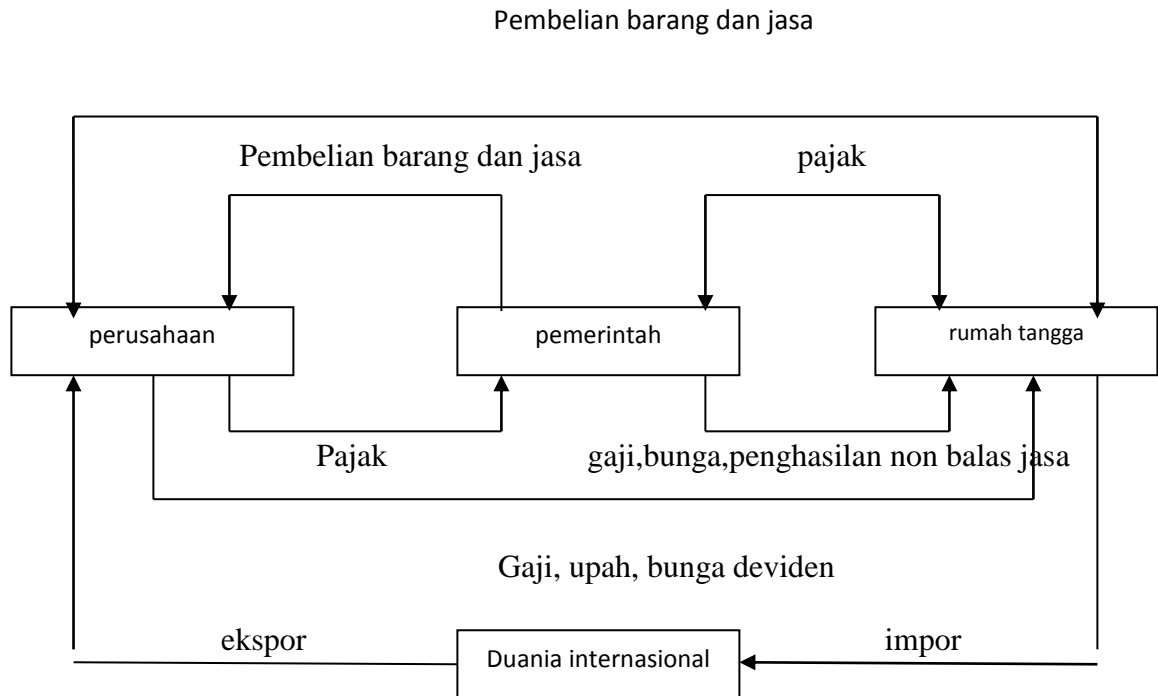 Pembelian barang dan jasa
Pembelian barang dan jasa
pajak
perusahaan
pemerintah
rumah tangga
Pajak
gaji,bunga,penghasilan non balas jasa
Gaji, upah, bunga deviden
ekspor
Duania internasional
impor